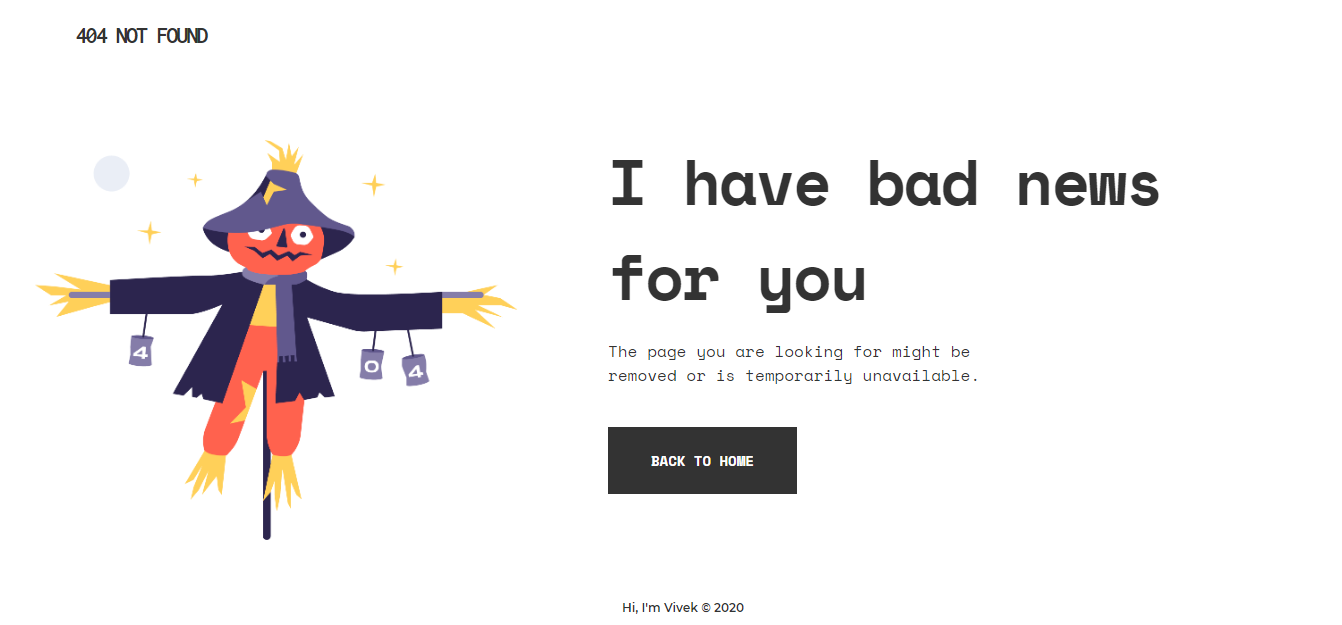 404 NOT FOUND
I have bad news
for you
4
0
4
The page you are looking for might be
removed or is temporarily unavailable.
BACK TO HOME
Hi, I'm Vivek © 2020